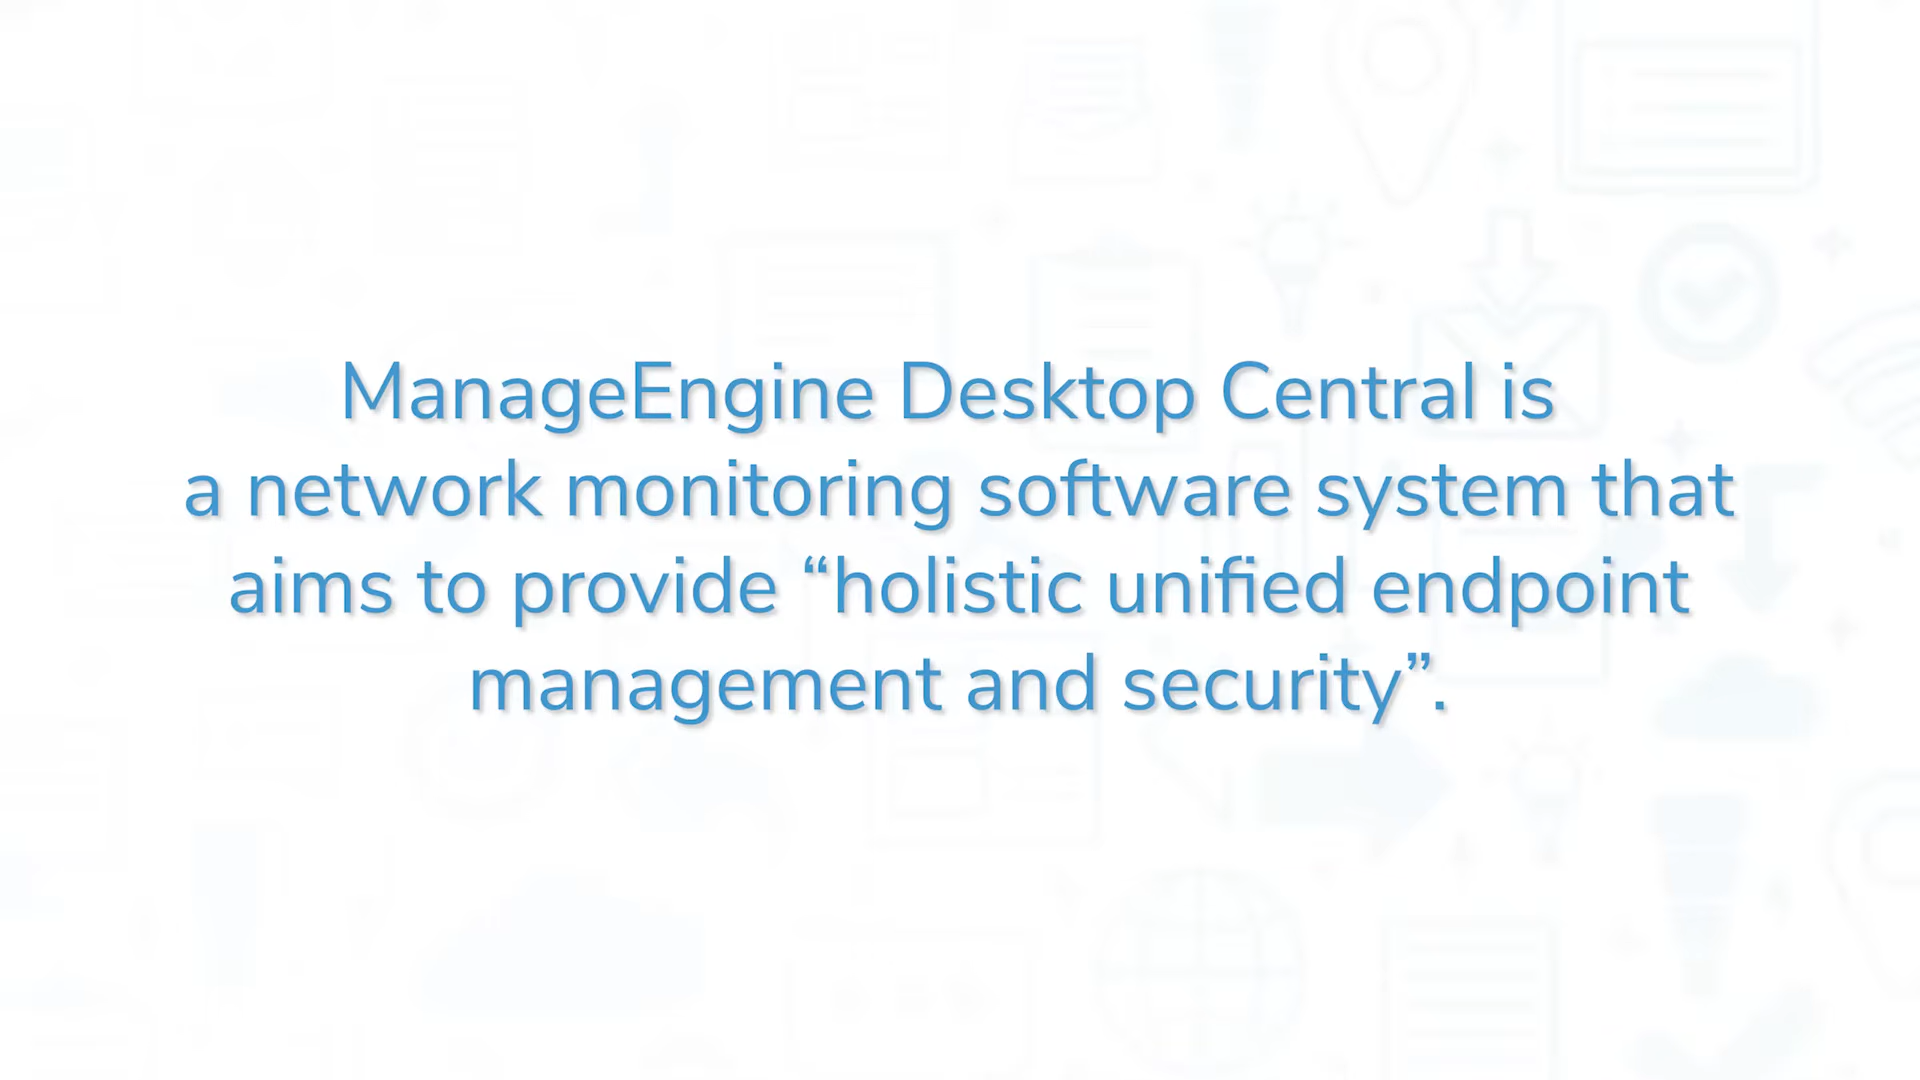 ManageEngine Desktop Central is
a network monitoring software system that
aims to provide “holistic unified endpoint
management and security”.